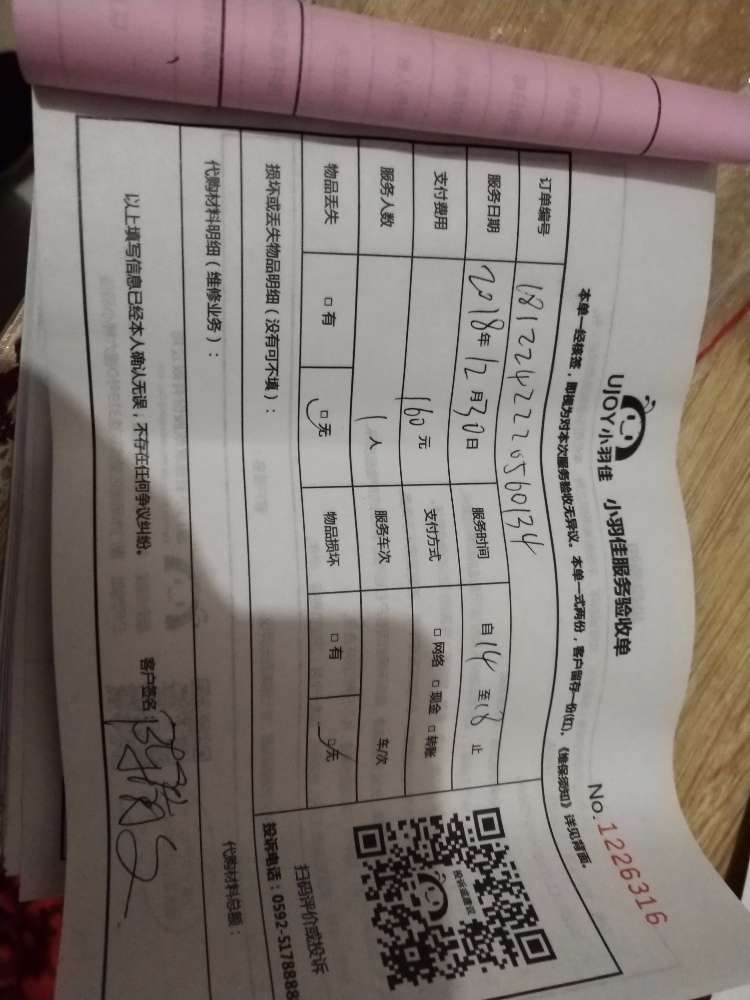 UJOY小羽佳 小羽佳服务验收单
No.1226316
本单一经接签，即视为对本次服务验收无异议。本单一式两份，客户留存一份(红)，《维保须知》详见背面。
订单编号 18122422220560134
服务日期 2018年12月30日 服务时间 自14至18止
支付费用 160元 支付方式 □网络 □现金 □转账
服务人数 1人 服务车次 车/次
物品丢失 □有 □无 物品损坏 □有 □无
损坏或丢失物品明细（没有可不填）：
代购材料明细（维修业务）：
代购材料总额：
投诉或建议
扫码评价或投诉
投诉电话：0592-5178888
以上填写信息已经本人确认无误，不存在任何争议纠纷。
客户签名：